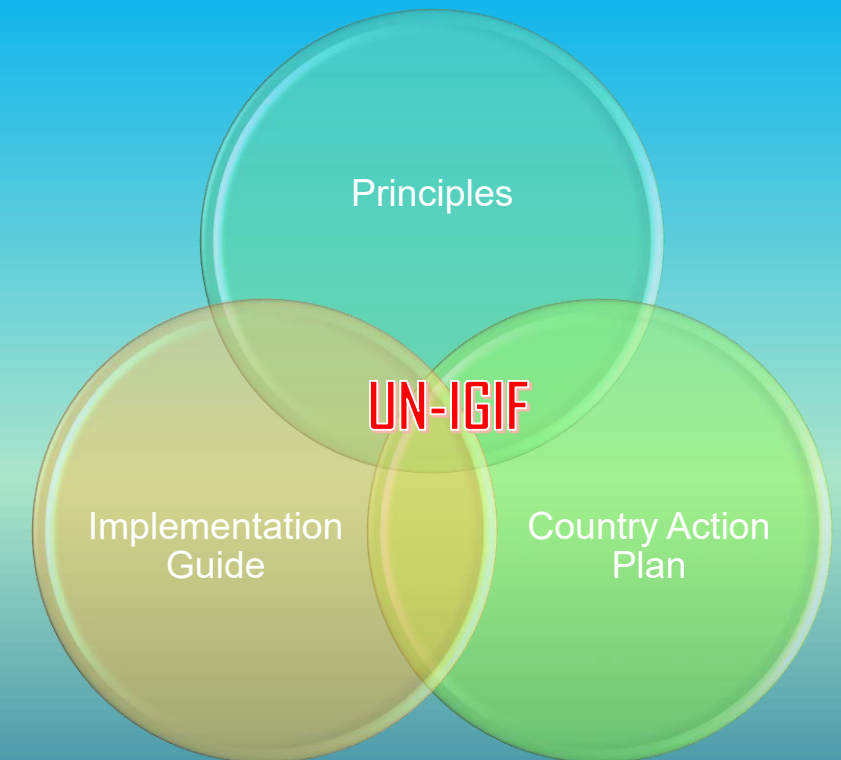 Principles
UN-IGIF
Implementation
Guide
Country Action
Plan